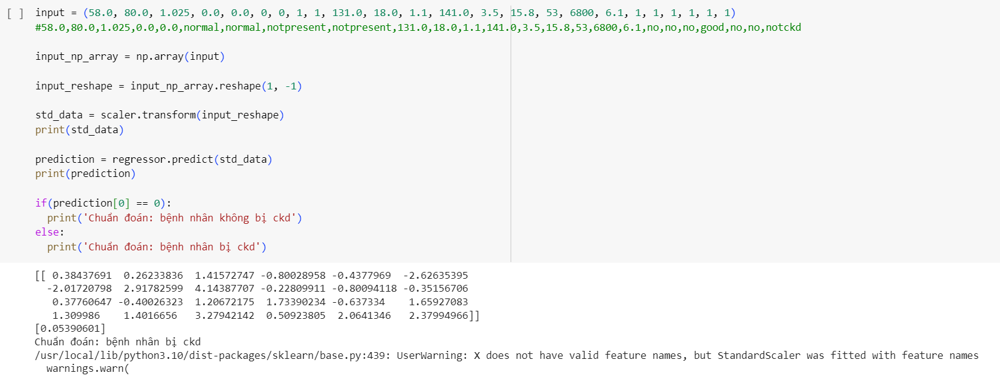 [ ] input = (58.0, 80.0, 1.025, 0.0, 0.0, 0, 0, 1, 1, 131.0, 18.0, 1.1, 141.0, 3.5, 15.8, 53, 6800, 6.1, 1, 1, 1, 1, 1, 1)
#58.0,80.0,1.025,0.0,0.0,normal,normal,notpresent,notpresent,131.0,18.0,1.1,141.0,3.5,15.8,53,6800,6.1,no,no,no,good,no,no,notckd
input_np_array = np.array(input)
input_reshape = input_np_array.reshape(1, -1)
std_data = scaler.transform(input_reshape)
print(std_data)
prediction = regressor.predict(std_data)
print(prediction)
if(prediction[0] == 0):
  print('Chuẩn đoán: bệnh nhân không bị ckd')
else:
  print('Chuẩn đoán: bệnh nhân bị ckd')
[[ 0.38437691  0.26233836  1.41572747 -0.80028958 -0.4377969  -2.62635395
  -2.01720798  2.91782599  4.14387707 -0.22809911 -0.80094118 -0.35156706
   0.37760647 -0.40026323  1.20672175  1.73390234 -0.637334    1.65927083
   1.309986    1.4016656   3.27942142  0.50923805  2.0641346   2.37994966]]
[0.05390601]
Chuẩn đoán: bệnh nhân bị ckd
/usr/local/lib/python3.10/dist-packages/sklearn/base.py:439: UserWarning: X does not have valid feature names, but StandardScaler was fitted with feature names
  warnings.warn(